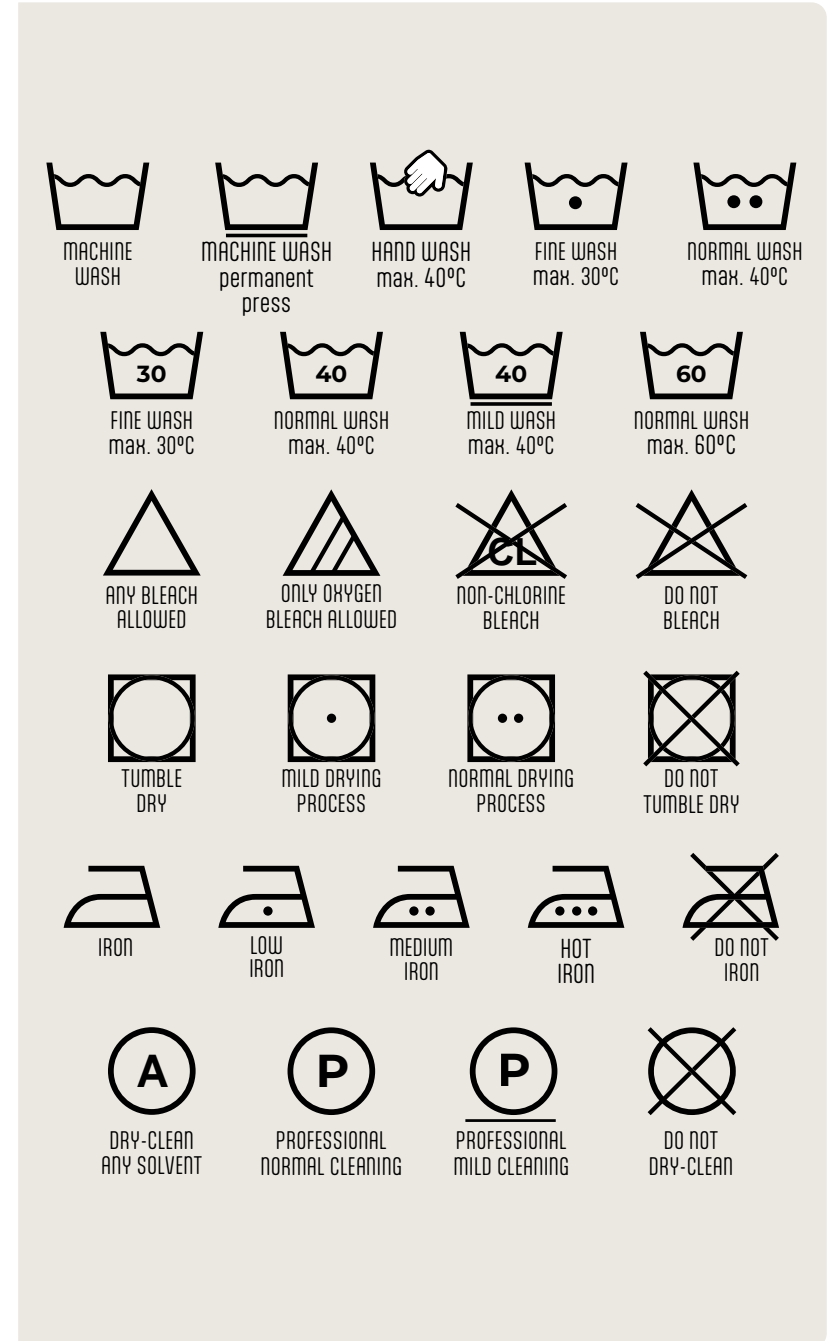 MACHINE
WASH
MACHINE WASH
permanent
press
HAND WASH
max. 40ºC
FINE WASH
max. 30ºC
NORMAL WASH
max. 40ºC
30
FINE WASH
max. 30ºC
40
NORMAL WASH
max. 40ºC
40
MILD WASH
max. 40ºC
60
NORMAL WASH
max. 60ºC
ANY BLEACH
ALLOWED
ONLY OXYGEN
BLEACH ALLOWED
CL
NON-CHLORINE
BLEACH
DO NOT
BLEACH
TUMBLE
DRY
MILD DRYING
PROCESS
NORMAL DRYING
PROCESS
DO NOT
TUMBLE DRY
IRON
LOW
IRON
MEDIUM
IRON
HOT
IRON
DO NOT
IRON
A
DRY-CLEAN
ANY SOLVENT
P
PROFESSIONAL
NORMAL CLEANING
P
PROFESSIONAL
MILD CLEANING
DO NOT
DRY-CLEAN